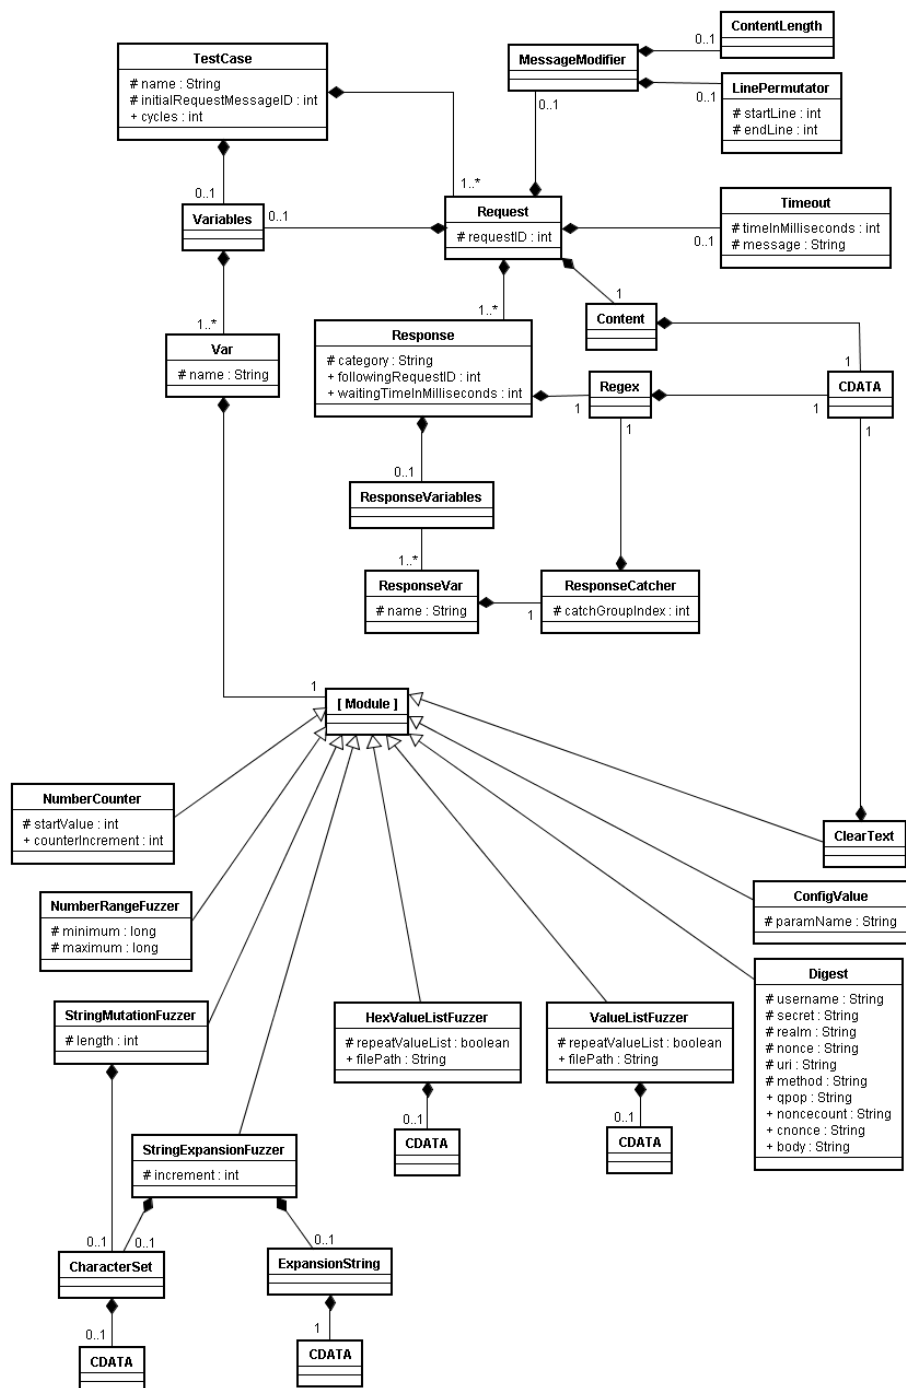 ContentLength
0..1
TestCase
# name : String
# initialRequestMessageID : int
+ cycles : int
MessageModifier
0..1
LinePermutator
# startLine : int
# endLine : int
0..1
1..*
0..1
Variables
0..1
Request
# requestID : int
Timeout
# timeInMilliseconds : int
# message : String
0..1
1..*
1..*
1
Content
Var
# name : String
Response
# category : String
+ followingRequestID : int
+ waitingTimeInMilliseconds : int
1
Regex
1
1
CDATA
1
1
0..1
ResponseVariables
1..*
ResponseVar
# name : String
1
ResponseCatcher
# catchGroupIndex : int
1
[ Module ]
NumberCounter
# startValue : int
+ counterIncrement : int
ClearText
NumberRangeFuzzer
# minimum : long
# maximum : long
ConfigValue
# paramName : String
Digest
# username : String
# secret : String
# realm : String
# nonce : String
# uri : String
# method : String
+ qpop : String
+ noncecount : String
+ cnonce : String
+ body : String
StringMutationFuzzer
# length : int
HexValueListFuzzer
# repeatValueList : boolean
+ filePath : String
ValueListFuzzer
# repeatValueList : boolean
+ filePath : String
0..1
CDATA
0..1
CDATA
StringExpansionFuzzer
# increment : int
0..1
0..1
0..1
CharacterSet
ExpansionString
0..1
CDATA
1
CDATA